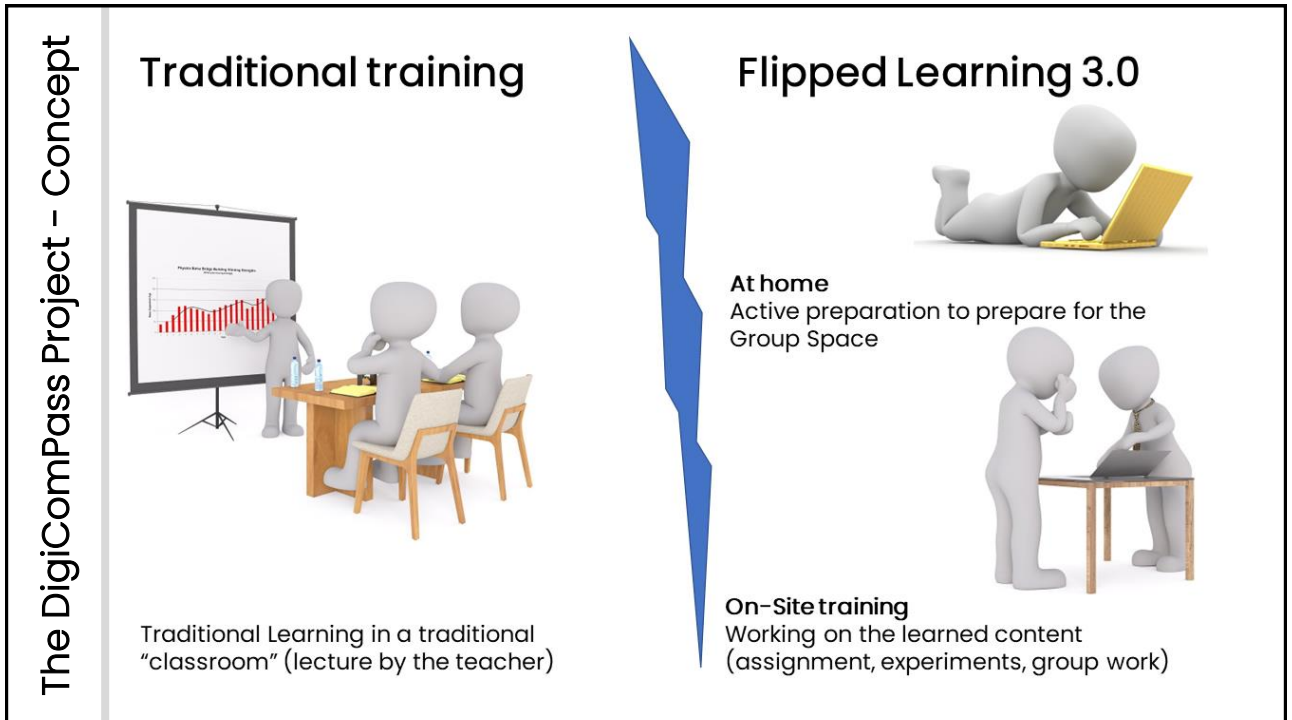 The DigiComPass Project - Concept
Traditional training
Flipped Learning 3.0
At home
Active preparation to prepare for the
Group Space
On-Site training
Working on the learned content
(assignment, experiments, group work)
Traditional Learning in a traditional
“classroom” (lecture by the teacher)